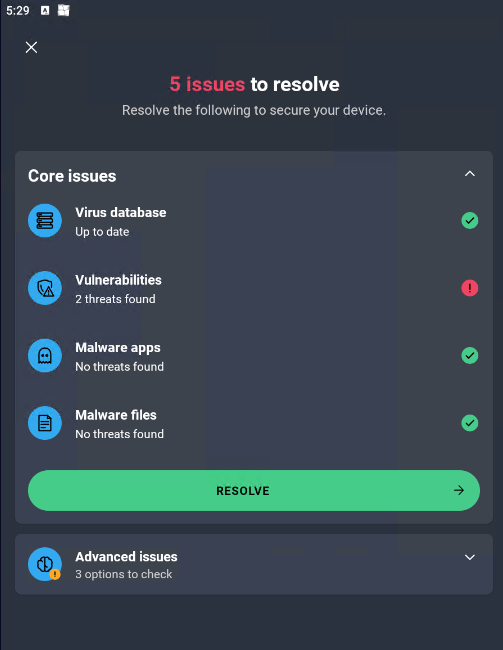 5:29
5 issues to resolve
Resolve the following to secure your device.
Core issues
Virus database
Up to date
Vulnerabilities
2 threats found
Malware apps
No threats found
Malware files
No threats found
RESOLVE
Advanced issues
3 options to check